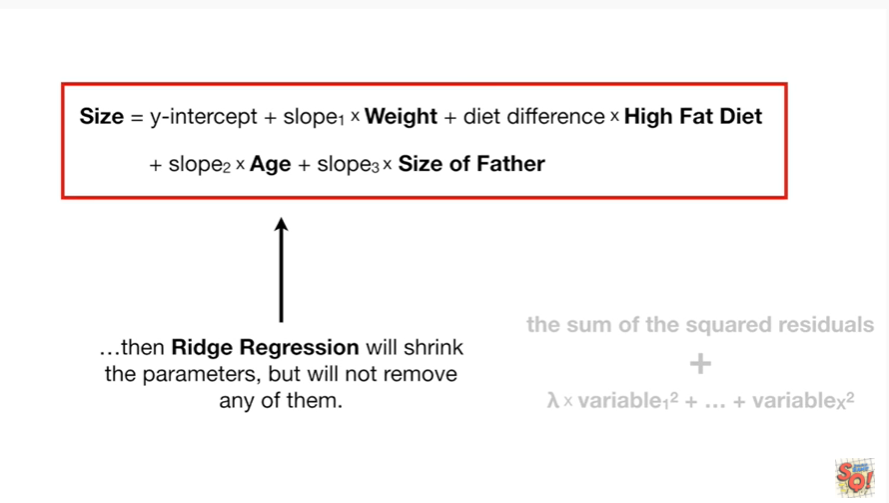 Size = y-intercept + slope₁ × Weight + diet difference × High Fat Diet
+ slope₂ × Age + slope₃ × Size of Father
…then Ridge Regression will shrink
the parameters, but will not remove
any of them.
the sum of the squared residuals
+
λ × variable₁² + … + variableₓ²
SQ!